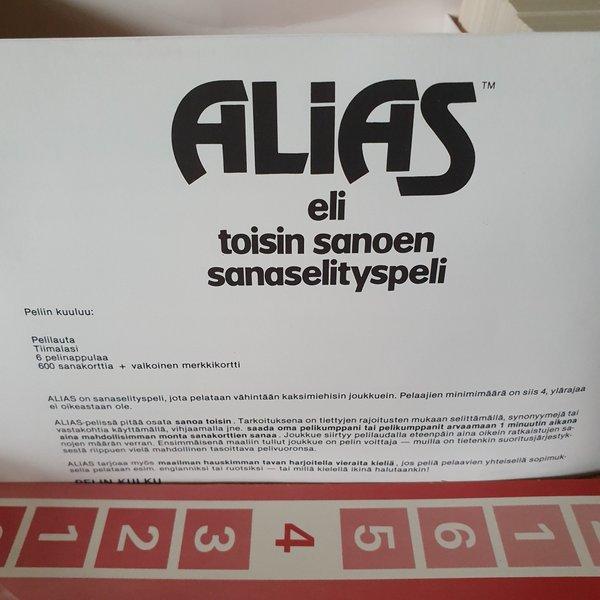 ALiAS™
eli
toisin sanoen
sanaselityspeli
Peliin kuuluu:
Pelilauta
Tiimalasi
6 pelinappulaa
600 sanakorttia + valkoinen merkkikortti
ALIAS on sanaselityspeli, jota pelataan vähintään kaksimiehisin joukkuein. Pelaajien minimimäärä on siis 4, ylärajaa
ei oikeastaan ole.
ALIAS-pelissä pitää osata sanoa toisin. Tarkoituksena on tiettyjen rajoitusten mukaan selittämällä, synonyymejä tai
vastakohtia käyttämällä, vihjaamalla jne. saada oma pelikumppani tai pelikumppanit arvaamaan 1 minuutin aikana
aina mahdollisimman monta sanakorttien sanaa. Joukkue siirtyy pelilaudalla eteenpäin aina oikein ratkaistujen sa-
nojen määrän verran. Ensimmäisenä maaliin tullut joukkue on pelin voittaja — muilla on tietenkin suoritusjärjestyk-
sestä riippuen vielä mahdollinen tasoittava pelivuoronsa.
ALIAS tarjoaa myös maailman hauskimman tavan harjoitella vieraita kieliä, jos peliä pelaavien yhteisellä sopimuk-
sella pelataan esim. englanniksi tai ruotsiksi — tai millä kielellä ikinä halutaankin!
PELIN KULKU
1 2 3 4 5 6 1